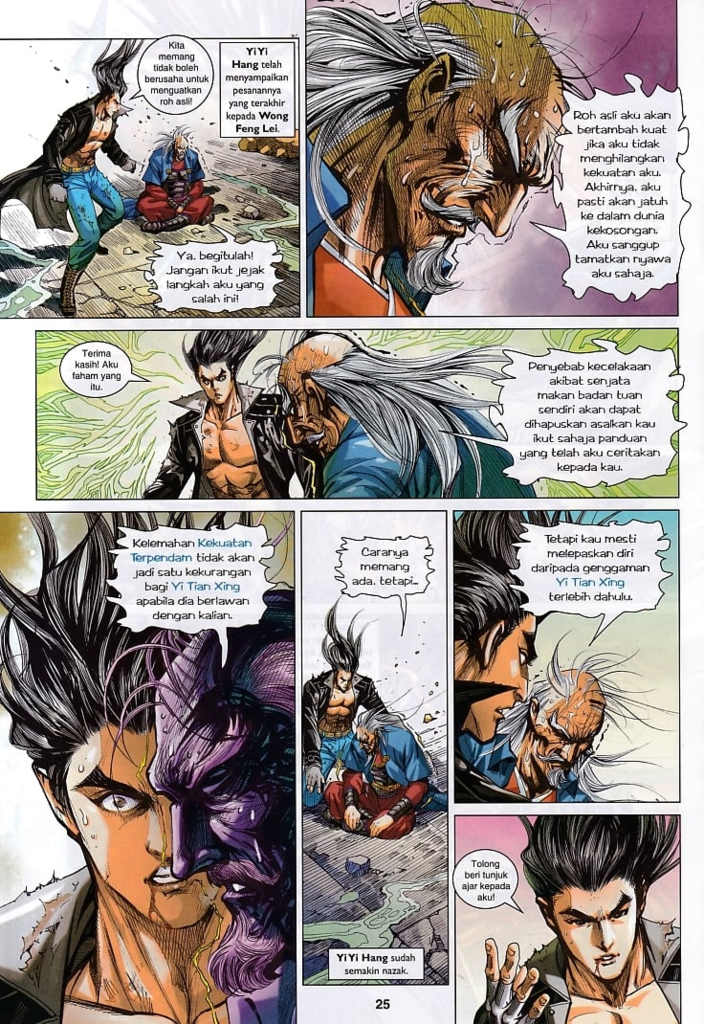 Kita
memang
tidak boleh
berusaha untuk
menguatkan
roh asli!
Yi Yi
Hang telah
menyampaikan
pesanannya
yang terakhir
kepada Wong
Feng Lei.
Ya, begitulah!
Jangan ikut jejak
langkah aku yang
salah ini!
Roh asli aku akan
bertambah kuat
jika aku tidak
menghilangkan
kekuatan aku.
Akhirnya, aku
pasti akan jatuh
ke dalam dunia
kekosongan.
Aku sanggup
tamatkan nyawa
aku sahaja.
Terima
kasih! Aku
faham yang
itu.
Penyebab kecelakaan
akibat senjata
makan badan tuan
sendiri akan dapat
dihapuskan asalkan kau
ikut sahaja panduan
yang telah aku ceritakan
kepada kau.
Kelemahan Kekuatan
Terpendam tidak akan
jadi satu kekurangan
bagi Yi Tian Xing
apabila dia berlawan
dengan kalian.
Caranya
memang
ada, tetapi...
Yi Yi Hang sudah
semakin nazak.
Tetapi kau mesti
melepaskan diri
daripada genggaman
Yi Tian Xing
terlebih dahulu.
Tolong
beri tunjuk
ajar kepada
aku!
25